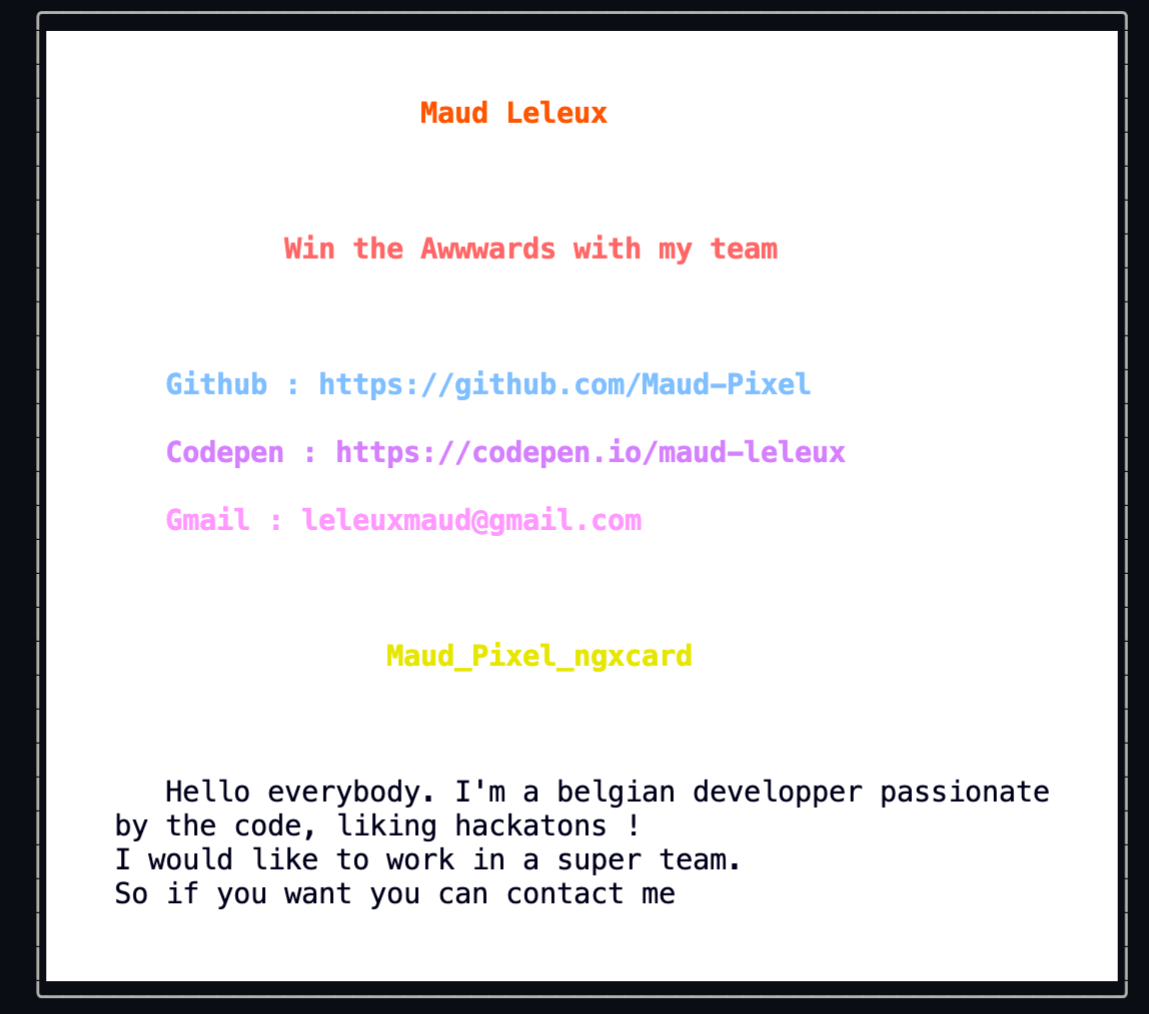 Maud Leleux
Win the Awwwards with my team
Github : https://github.com/Maud-Pixel
Codepen : https://codepen.io/maud-leleux
Gmail : leleuxmaud@gmail.com
Maud_Pixel_ngxcard
Hello everybody. I'm a belgian developper passionate
by the code, liking hackatons !
I would like to work in a super team.
So if you want you can contact me